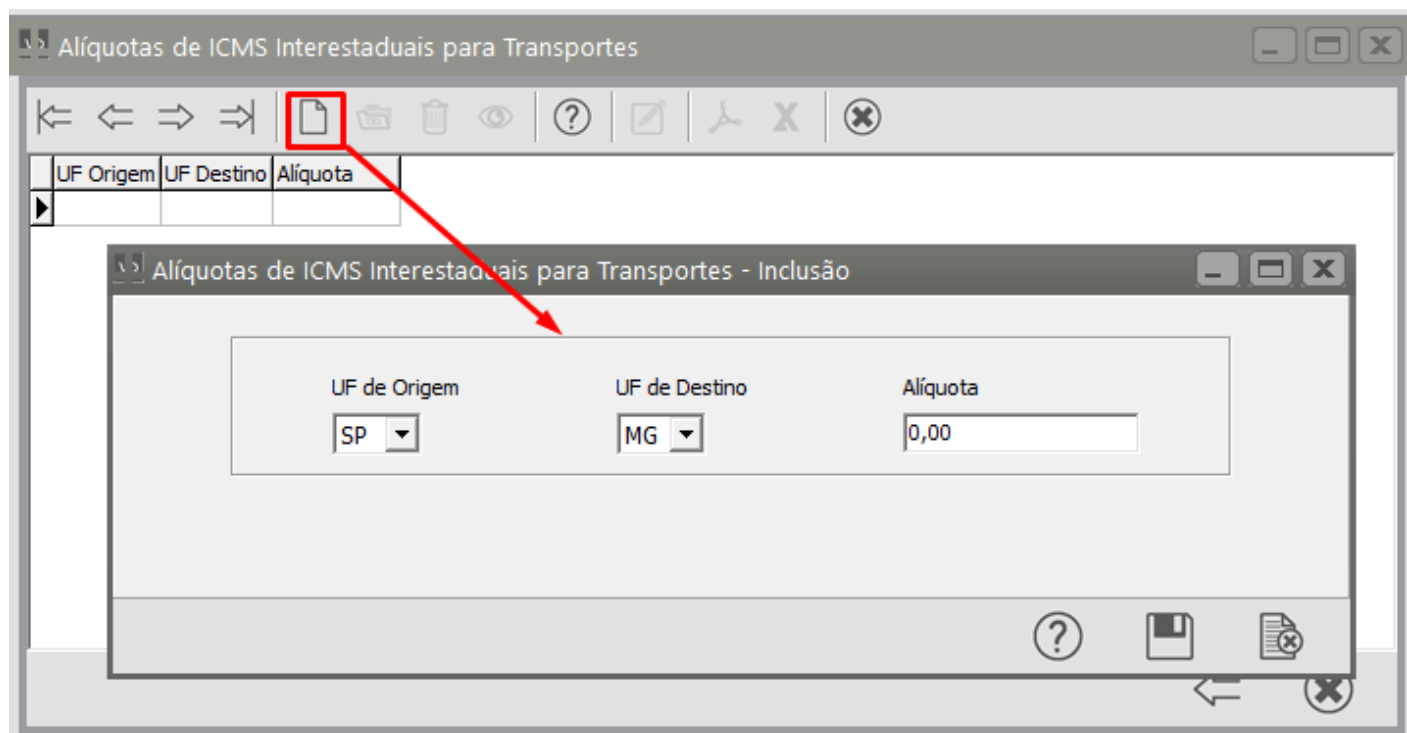 Alíquotas de ICMS Interestaduais para Transportes
UF Origem UF Destino Alíquota
Alíquotas de ICMS Interestaduais para Transportes - Inclusão
UF de Origem UF de Destino Alíquota
SP MG 0,00